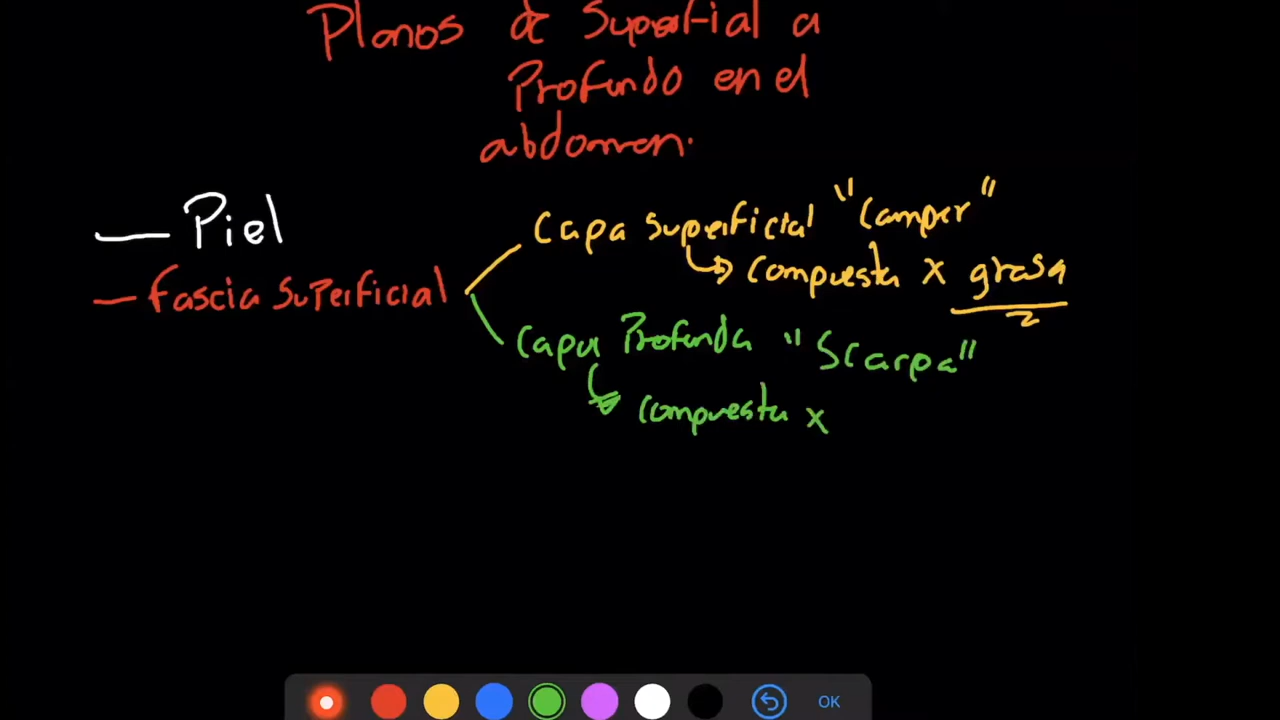 Planos de Superfial a
Profundo en el
abdomen.
— Piel
Capa Superficial "Camper"
compuesta x grasa
— fascia Superficial
Capa Profunda "Scarpa"
compuesta x
OK